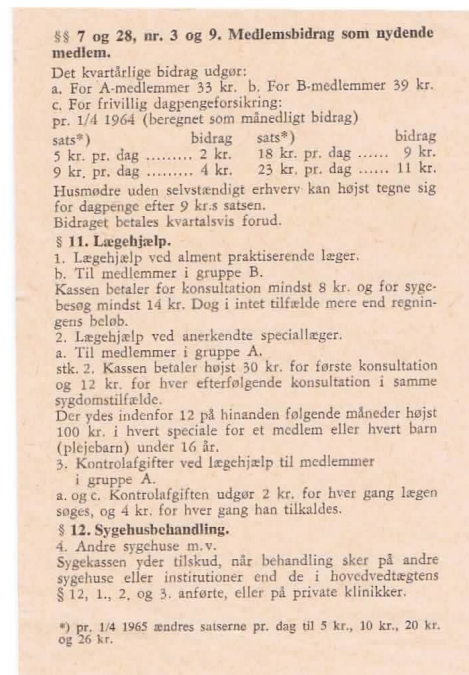 §§ 7 og 28, nr. 3 og 9. Medlemsbidrag som nydende
medlem.
Det kvartårlige bidrag udgør:
a. For A-medlemmer 33 kr. b. For B-medlemmer 39 kr.
c. For frivillig dagpengeforsikring:
pr. 1/4 1964 (beregnet som månedligt bidrag)
sats*) bidrag sats*) bidrag
5 kr. pr. dag ......... 2 kr. 18 kr. pr. dag ...... 9 kr.
9 kr. pr. dag ......... 4 kr. 23 kr. pr. dag ...... 11 kr.
Husmødre uden selvstændigt erhverv kan højst tegne sig
for dagpenge efter 9 kr.s satsen.
Bidraget betales kvartalsvis forud.
§ 11. Lægehjælp.
1. Lægehjælp ved alment praktiserende læger.
b. Til medlemmer i gruppe B.
Kassen betaler for konsultation mindst 8 kr. og for syge-
besøg mindst 14 kr. Dog i intet tilfælde mere end regnin-
gens beløb.
2. Lægehjælp ved anerkendte speciallæger.
a. Til medlemmer i gruppe A.
stk. 2. Kassen betaler højst 30 kr. for første konsultation
og 12 kr. for hver efterfølgende konsultation i samme
sygdomstilfælde.
Der ydes indenfor 12 på hinanden følgende måneder højst
100 kr. i hvert speciale for et medlem eller hvert barn
(plejebarn) under 16 år.
3. Kontrolafgifter ved lægehjælp til medlemmer
i gruppe A.
a. og c. Kontrolafgiften udgør 2 kr. for hver gang lægen
søges, og 4 kr. for hver gang han tilkaldes.
§ 12. Sygehusbehandling.
4. Andre sygehuse m.v.
Sygekassen yder tilskud, når behandling sker på andre
sygehuse eller institutioner end de i hovedvedtægtens
§ 12, 1., 2. og 3. anførte, eller på private klinikker.
*) pr. 1/4 1965 ændres satserne pr. dag til 5 kr., 10 kr., 20 kr.
og 26 kr.